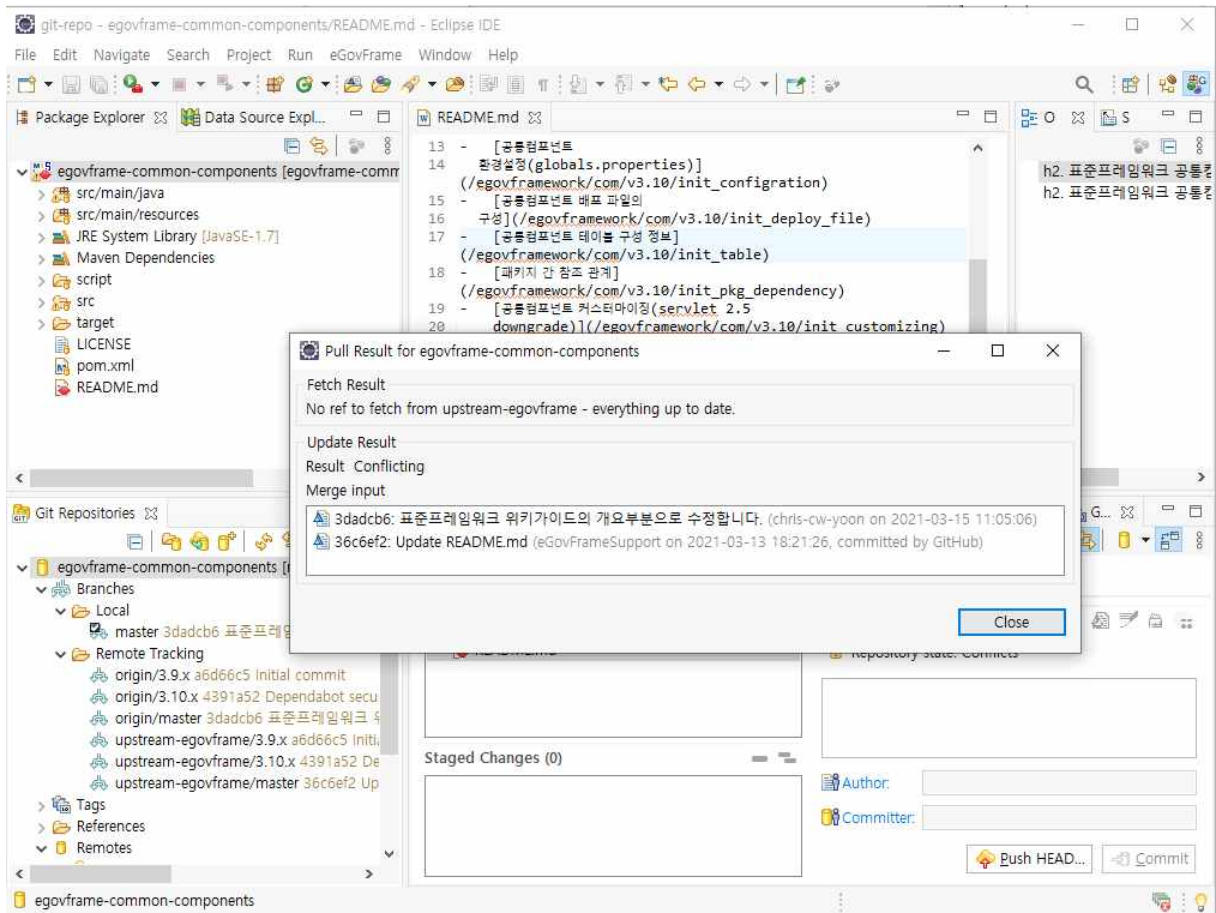 git-repo - egovframe-common-components/README.md - Eclipse IDE
File Edit Navigate Search Project Run eGovFrame Window Help
Package Explorer
Data Source Expl...
egovframe-common-components [egovframe-comm
src/main/java
src/main/resources
JRE System Library [JavaSE-1.7]
Maven Dependencies
script
src
target
LICENSE
pom.xml
README.md
README.md
13 - [공통컴포넌트
14 환경설정(globals.properties)]
(/egovframework/com/v3.10/init_configration)
15 - [공통컴포넌트 배포 파일의
16 구성](/egovframework/com/v3.10/init_deploy_file)
17 - [공통컴포넌트 테이블 구성 정보]
(/egovframework/com/v3.10/init_table)
18 - [패키지 간 참조 관계]
(/egovframework/com/v3.10/init_pkg_dependency)
19 - [공통컴포넌트 커스터마이징(servlet 2.5
20 downgrade)](/egovframework/com/v3.10/init_customizing)
O
S
h2. 표준프레임워크 공통
h2. 표준프레임워크 공통
Pull Result for egovframe-common-components
Fetch Result
No ref to fetch from upstream-egovframe - everything up to date.
Update Result
Result Conflicting
Merge input
3dadcb6: 표준프레임워크 위키가이드의 개요부분으로 수정합니다. (chris-cw-yoon on 2021-03-15 11:05:06)
36c6ef2: Update README.md (eGovFrameSupport on 2021-03-13 18:21:26, committed by GitHub)
Close
Git Repositories
egovframe-common-components
Branches
Local
master 3dadcb6 표준프레임
Remote Tracking
origin/3.9.x a6d66c5 Initial commit
origin/3.10.x 4391a52 Dependabot secu
origin/master 3dadcb6 표준프레임워크
upstream-egovframe/3.9.x a6d66c5 Initi
upstream-egovframe/3.10.x 4391a52 De
upstream-egovframe/master 36c6ef2 Up
Tags
References
Remotes
G...
README.md
Repository state: Conflicts
Staged Changes (0)
Author:
Committer:
Push HEAD...
Commit
egovframe-common-components